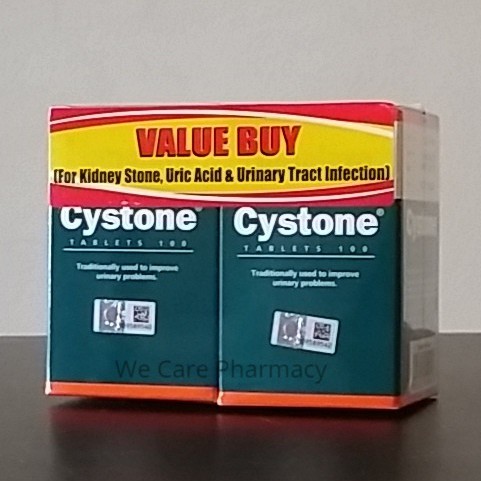 VALUE BUY
(For Kidney Stone, Uric Acid & Urinary Tract Infection)
Cystone®
TABLETS 100
Traditionally used to improve
urinary problems.
Cystone®
TABLETS 100
Traditionally used to improve
urinary problems.
We Care Pharmacy